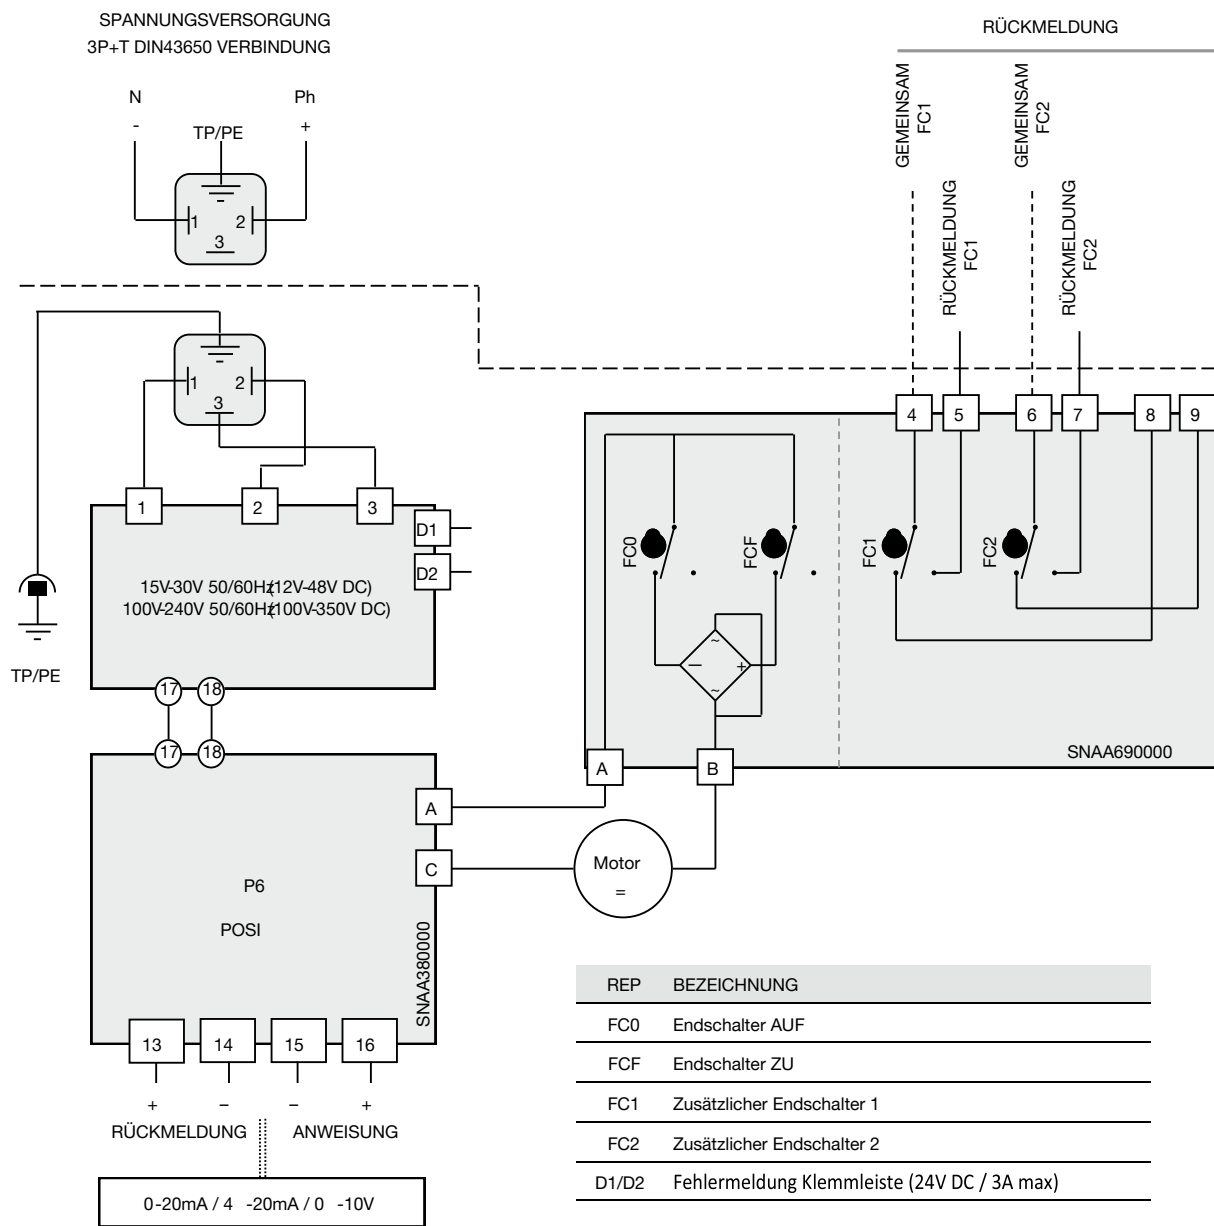 SPANNUNGSVERSORGUNG
3P+T DIN43650 VERBINDUNG
N
Ph
-
TP/PE
+
1
2
3
RÜCKMELDUNG
GEMEINSAM
FC1
GEMEINSAM
FC2
RÜCKMELDUNG
FC1
RÜCKMELDUNG
FC2
1
2
3
1
2
3
D1
D2
15V-30V 50/60Hz(12V-48V DC)
100V-240V 50/60Hz(100V-350V DC)
TP/PE
17
18
17
18
A
C
P6
POSI
SNAA380000
13
14
15
16
+
–
–
+
RÜCKMELDUNG
ANWEISUNG
0-20mA / 4 -20mA / 0 -10V
4
5
6
7
8
9
FC0
FCF
FC1
FC2
~
–
+
~
A
B
SNAA690000
Motor
=
REP BEZEICHNUNG
FC0 Endschalter AUF
FCF Endschalter ZU
FC1 Zusätzlicher Endschalter 1
FC2 Zusätzlicher Endschalter 2
D1/D2 Fehlermeldung Klemmleiste (24V DC / 3A max)